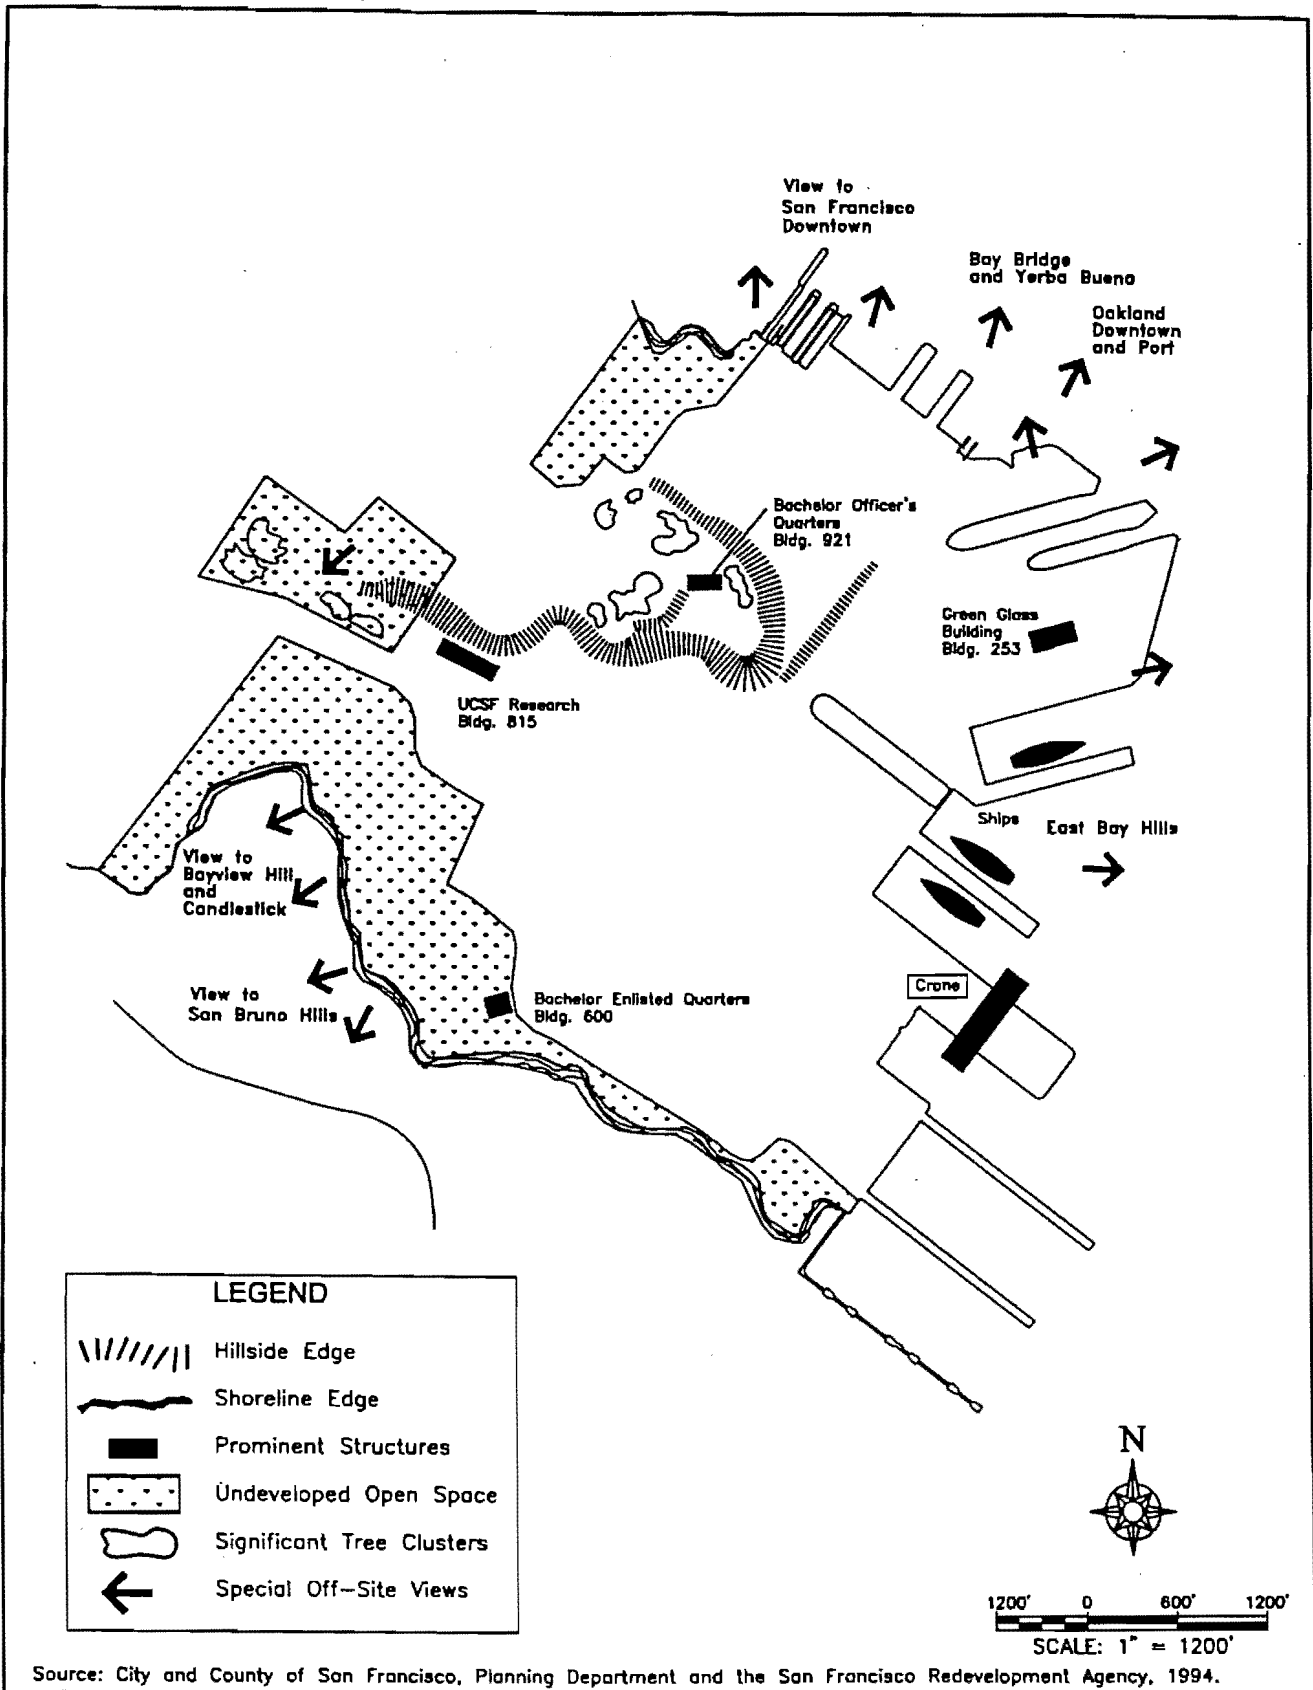 View to
San Francisco
Downtown
Bay Bridge
and Yerba Buena
Oakland
Downtown
and Port
Bachelor Officer's
Quarters
Bldg. 921
Green Glass
Building
Bldg. 253
UCSF Research
Bldg. 815
Ships
East Bay Hills
View to
Bayview Hill
and
Candlestick
View to
San Bruno Hills
Bachelor Enlisted Quarters
Bldg. 600
Crane
LEGEND
Hillside Edge
Shoreline Edge
Prominent Structures
Undeveloped Open Space
Significant Tree Clusters
Special Off-Site Views
N
1200' 0 600' 1200'
SCALE: 1" = 1200'
Source: City and County of San Francisco, Planning Department and the San Francisco Redevelopment Agency, 1994.